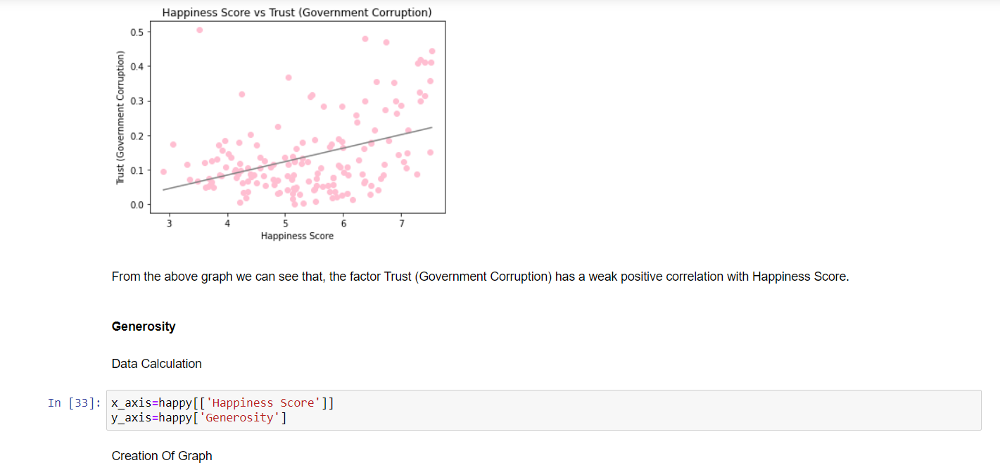 Happiness Score vs Trust (Government Corruption)
Trust (Government Corruption)
0.5
0.4
0.3
0.2
0.1
0.0
3 4 5 6 7
Happiness Score
From the above graph we can see that, the factor Trust (Government Corruption) has a weak positive correlation with Happiness Score.
Generosity
Data Calculation
In [33]: x_axis=happy[['Happiness Score']]
y_axis=happy['Generosity']
Creation Of Graph